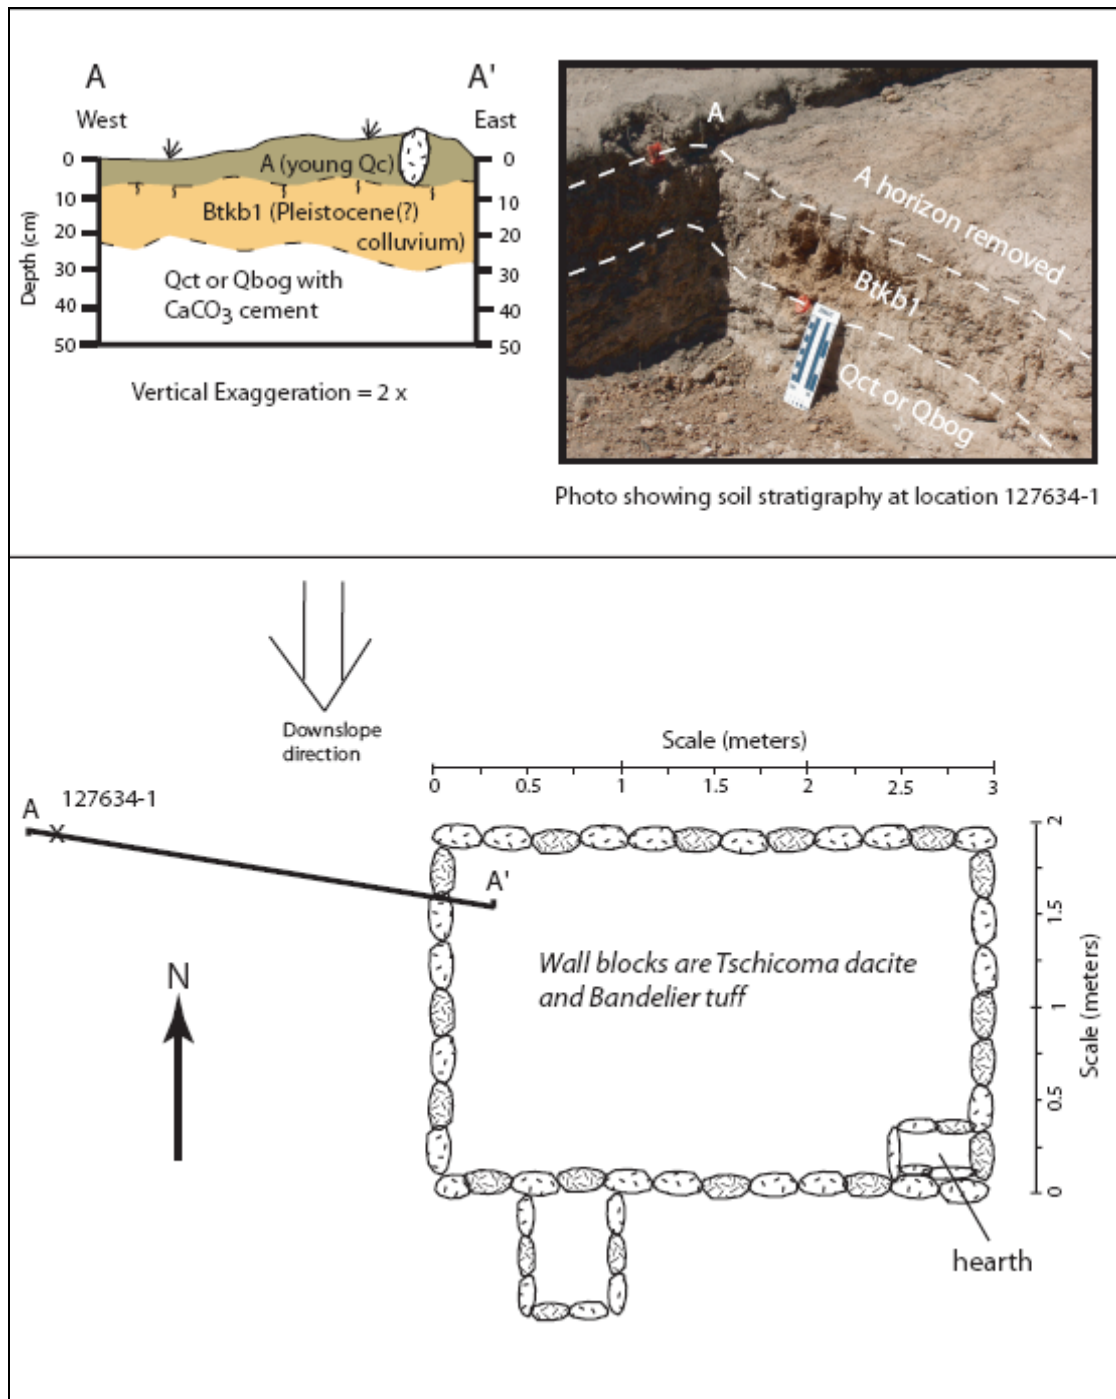 A
A'
West
East
0
10
20
30
40
50
Depth (cm)
A (young Qc)
Btkb1 (Pleistocene(?)
colluvium)
Qct or Qbog with
CaCO3 cement
0
10
20
30
40
50
Vertical Exaggeration = 2 x
A
A horizon removed
Btkb1
Qct or Qbog
Photo showing soil stratigraphy at location 127634-1
Downslope
direction
Scale (meters)
0 0.5 1 1.5 2 2.5 3
A
127634-1
x
A'
Wall blocks are Tschicoma dacite
and Bandelier tuff
N
2
1.5
1
0.5
0
Scale (meters)
hearth